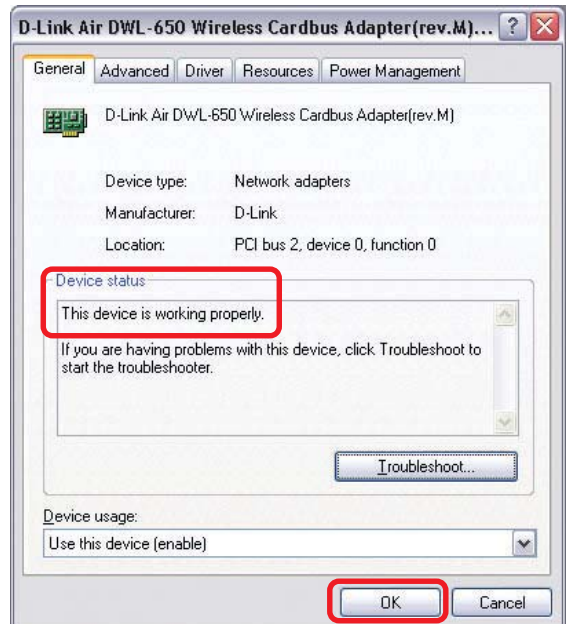 D-Link Air DWL-650 Wireless Cardbus Adapter(rev.M)... ?
General Advanced Driver Resources Power Management
D-Link Air DWL-650 Wireless Cardbus Adapter(rev.M)
Device type: Network adapters
Manufacturer: D-Link
Location: PCI bus 2, device 0, function 0
Device status
This device is working properly.
If you are having problems with this device, click Troubleshoot to
start the troubleshooter.
Troubleshoot...
Device usage:
Use this device (enable)
OK Cancel